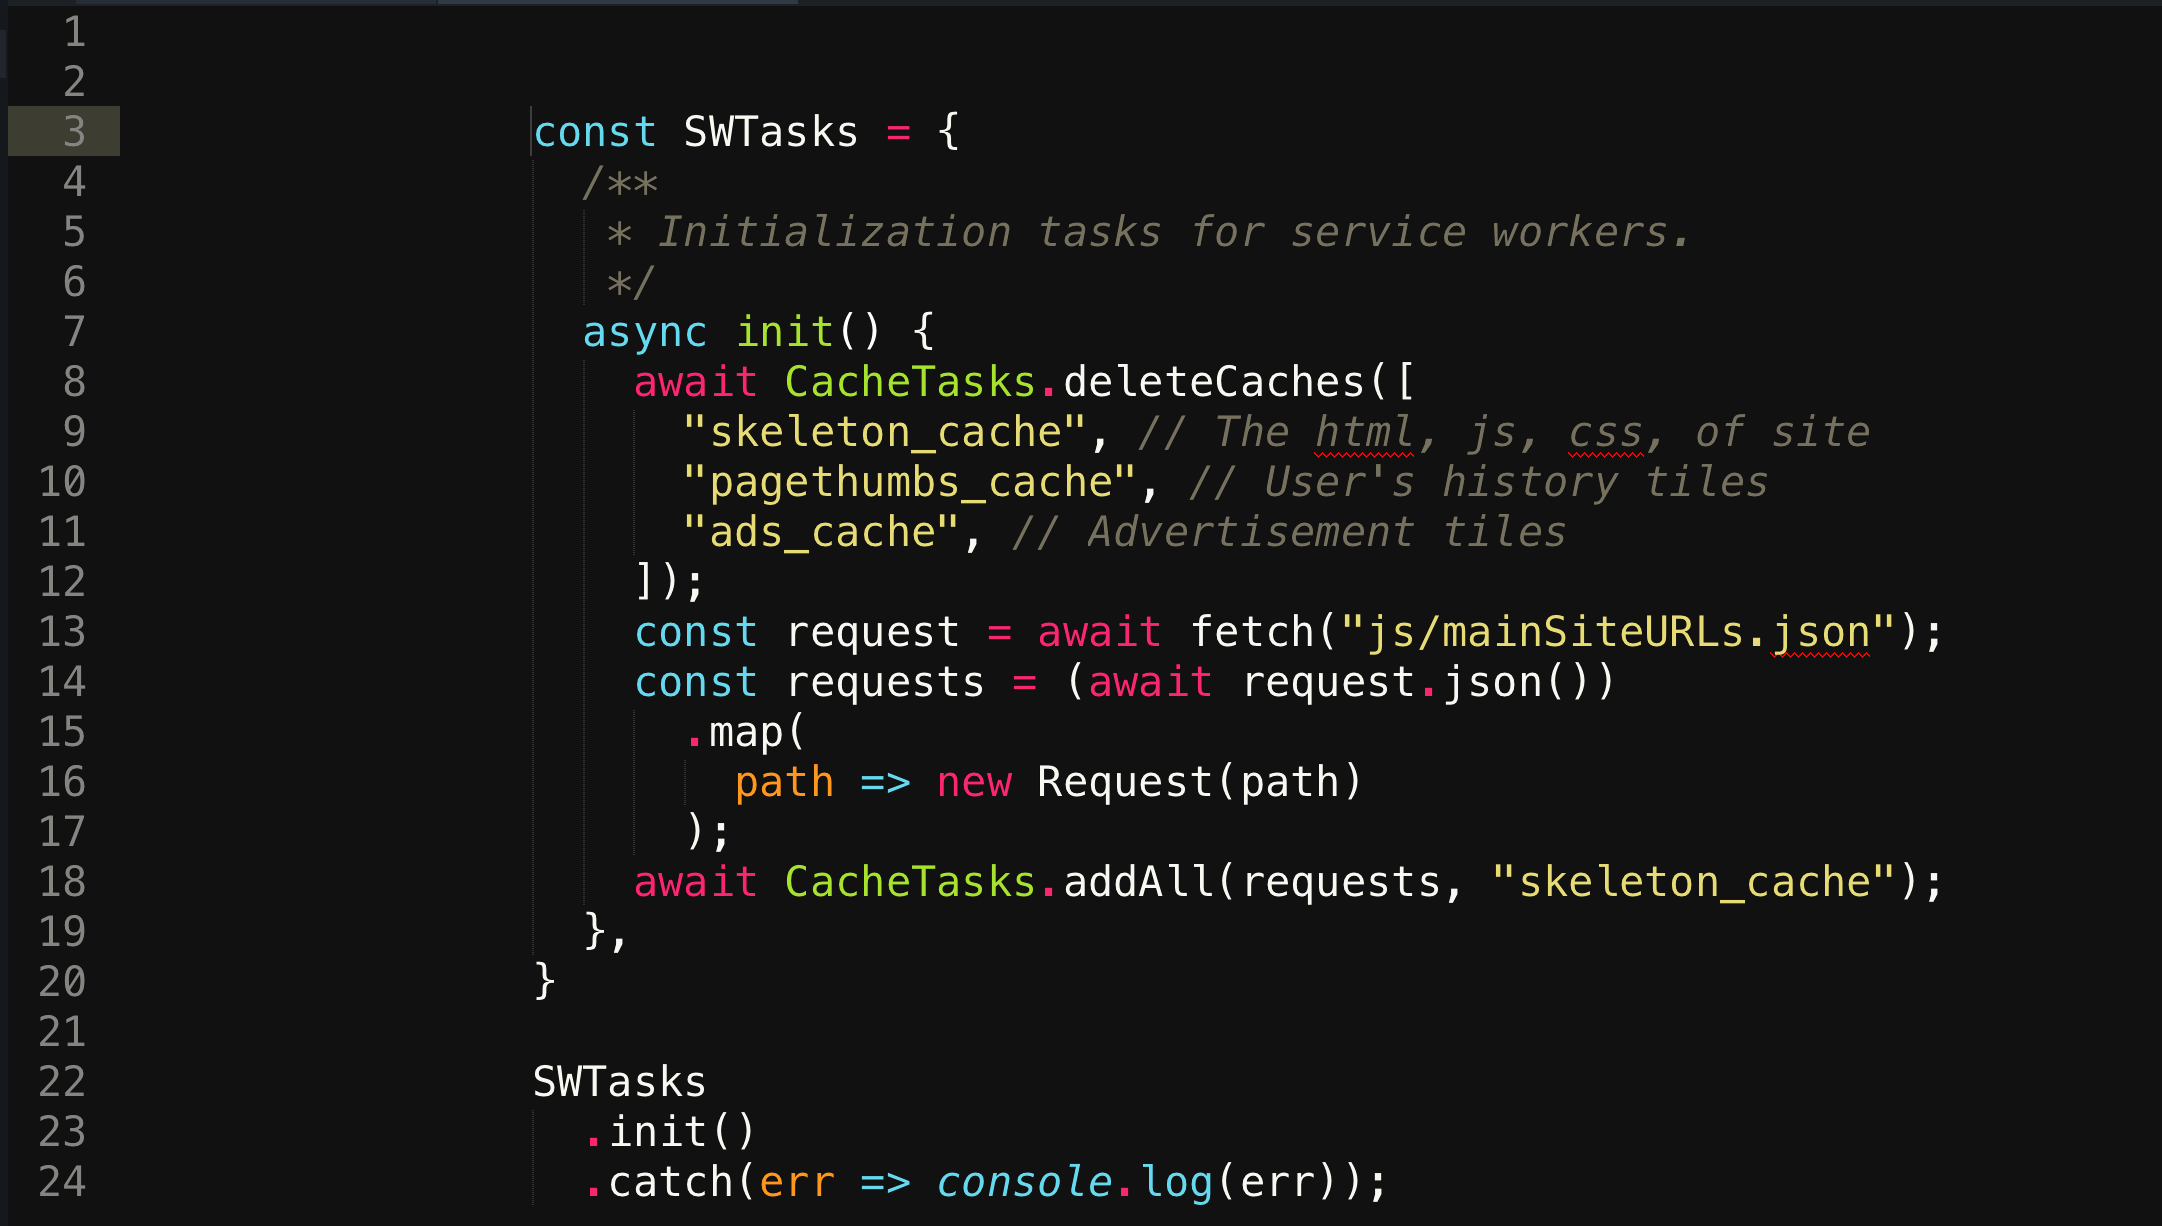 1
2
3 const SWTasks = {
4 /**
5 * Initialization tasks for service workers.
6 */
7 async init() {
8 await CacheTasks.deleteCaches([
9 "skeleton_cache", // The html, js, css, of site
10 "pagethumbs_cache", // User's history tiles
11 "ads_cache", // Advertisement tiles
12 ]);
13 const request = await fetch("js/mainSiteURLs.json");
14 const requests = (await request.json())
15 .map(
16 path => new Request(path)
17 );
18 await CacheTasks.addAll(requests, "skeleton_cache");
19 },
20 }
21
22 SWTasks
23 .init()
24 .catch(err => console.log(err));